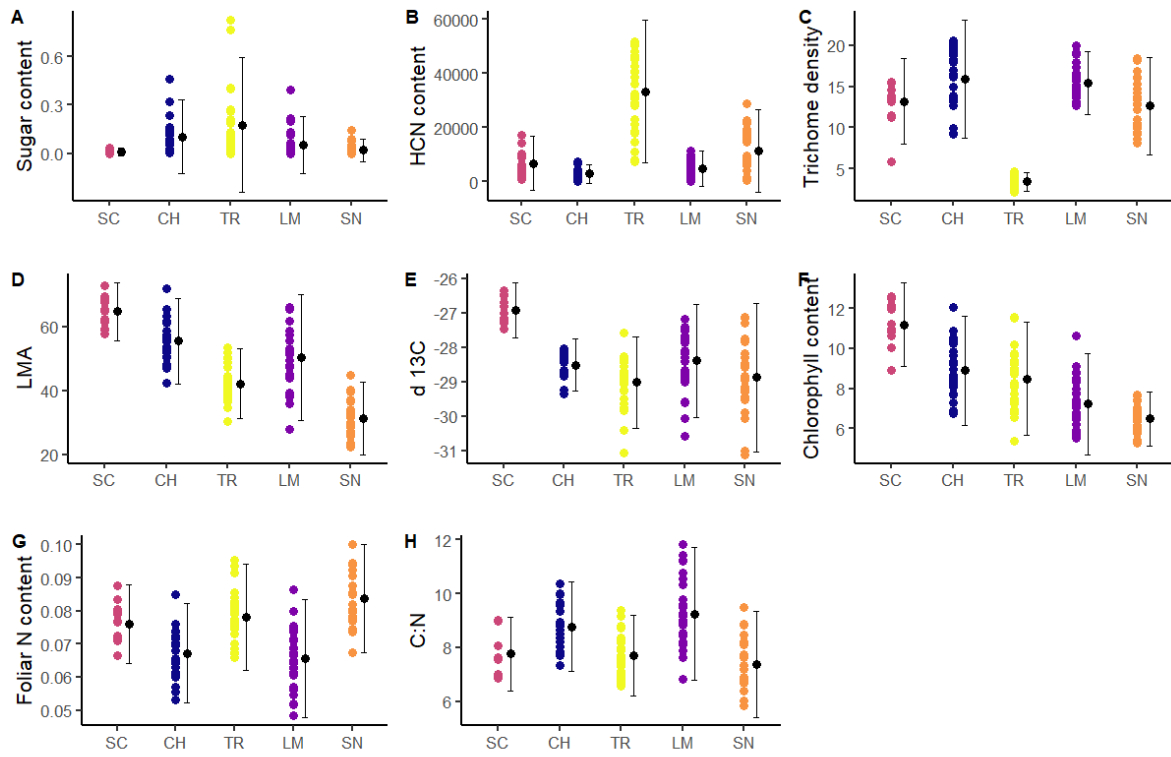 A
Sugar content
0.6
0.3
0.0
SC CH TR LM SN
B
HCN content
60000
40000
20000
0
SC CH TR LM SN
C
Trichome density
20
15
10
5
SC CH TR LM SN
D
LMA
60
40
20
SC CH TR LM SN
E
d 13C
-26
-27
-28
-29
-30
-31
SC CH TR LM SN
F
Chlorophyll content
12
10
8
6
SC CH TR LM SN
G
Foliar N content
0.10
0.09
0.08
0.07
0.06
0.05
SC CH TR LM SN
H
C:N
12
10
8
6
SC CH TR LM SN